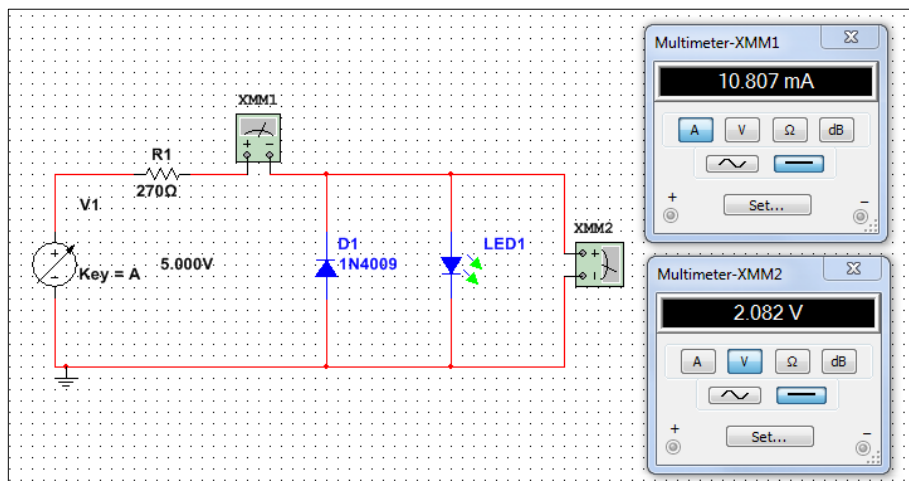 XMM1
R1
270Ω
V1
Key = A
5.000V
D1
1N4009
LED1
XMM2
Multimeter-XMM1
10.807 mA
A V Ω dB
+ Set... -
Multimeter-XMM2
2.082 V
A V Ω dB
+ Set... -